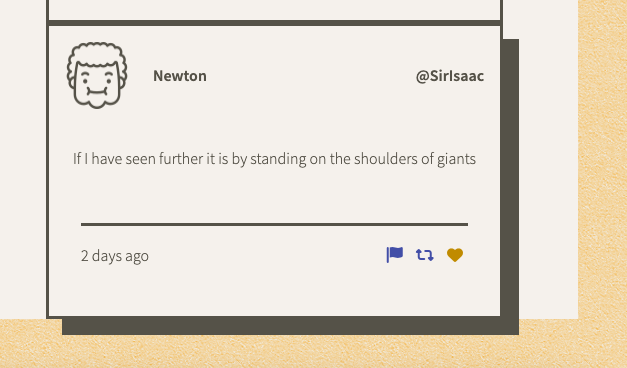 Newton @SirIsaac
If I have seen further it is by standing on the shoulders of giants
2 days ago